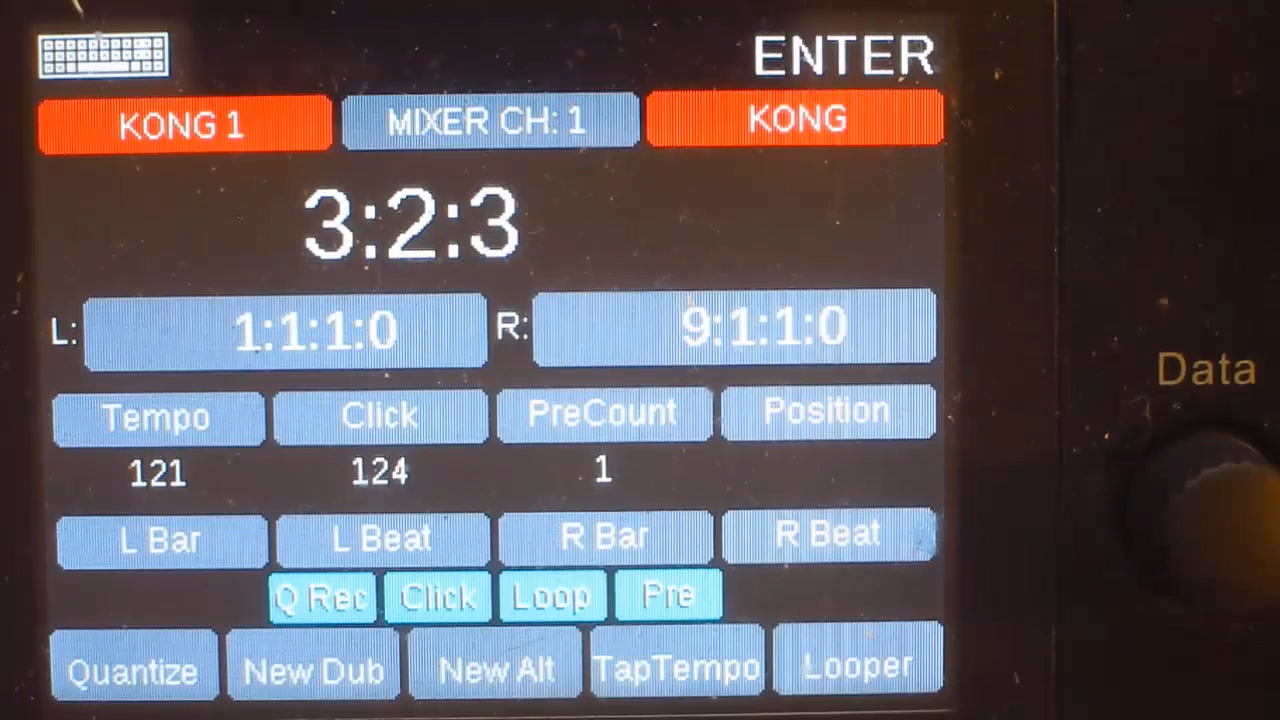 ENTER
KONG 1 MIXER CH: 1 KONG
3:2:3
L: 1:1:1:0 R: 9:1:1:0
Data
Tempo Click PreCount Position
121 124 1
L Bar L Beat R Bar R Beat
Q Rec Click Loop Pre
Quantize New Dub New Alt TapTempo Looper